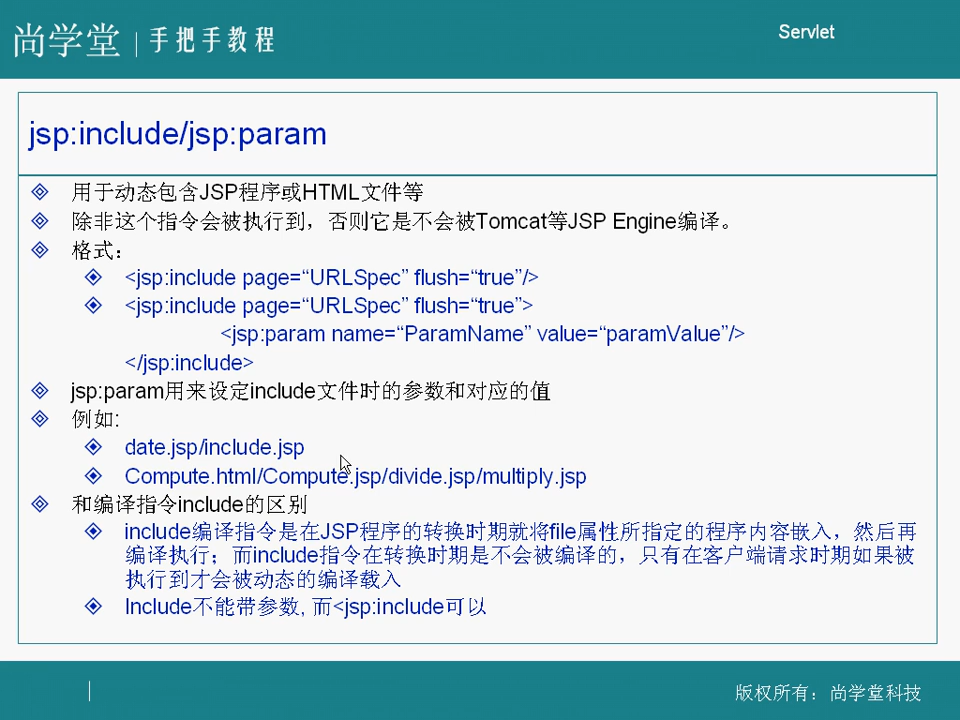 尚学堂 手把手教程
Servlet
jsp:include/jsp:param
用于动态包含JSP程序或HTML文件等
除非这个指令会被执行到，否则它是不会被Tomcat等JSP Engine编译。
格式：
<jsp:include page=“URLSpec” flush=“true”/>
<jsp:include page=“URLSpec” flush=“true”>
<jsp:param name=“ParamName” value=“paramValue”/>
</jsp:include>
jsp:param用来设定include文件时的参数和对应的值
例如:
date.jsp/include.jsp
Compute.html/Compute.jsp/divide.jsp/multiply.jsp
和编译指令include的区别
include编译指令是在JSP程序的转换时期就将file属性所指定的程序内容嵌入，然后再
编译执行；而include指令在转换时期是不会被编译的，只有在客户端请求时期如果被
执行到才会被动态的编译载入
Include不能带参数, 而<jsp:include可以
版权所有：尚学堂科技